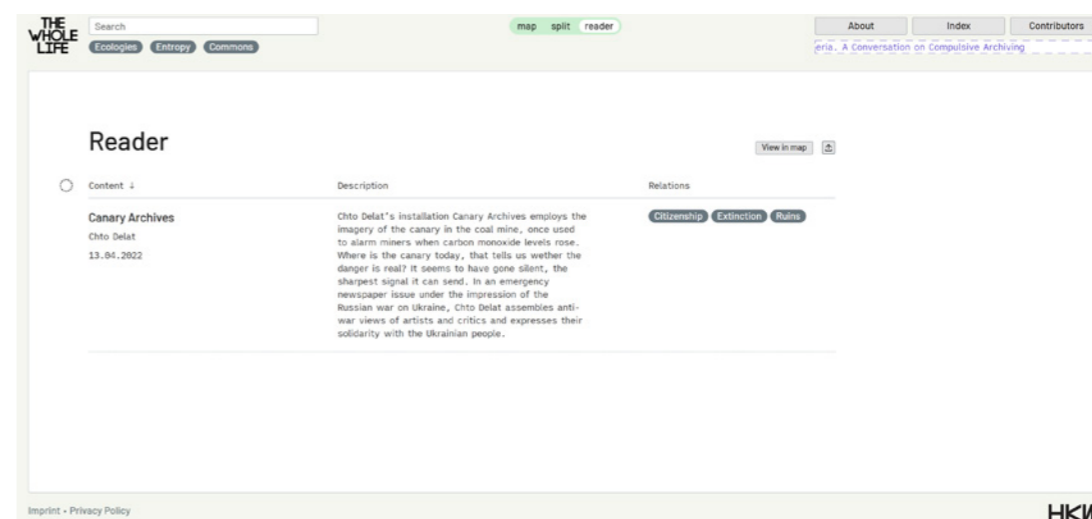 THE
WHOLE
LIFE
Search
Ecologies Entropy Commons
map split reader
About Index Contributors
eria. A Conversation on Compulsive Archiving
Reader
View in map
Content ↓ Description Relations
Canary Archives
Chto Delat
13.04.2022
Chto Delat's installation Canary Archives employs the
imagery of the canary in the coal mine, once used
to alarm miners when carbon monoxide levels rose.
Where is the canary today, that tells us wether the
danger is real? It seems to have gone silent, the
sharpest signal it can send. In an emergency
newspaper issue under the impression of the
Russian war on Ukraine, Chto Delat assembles anti-
war views of artists and critics and expresses their
solidarity with the Ukrainian people.
Citizenship Extinction Ruins
Imprint - Privacy Policy